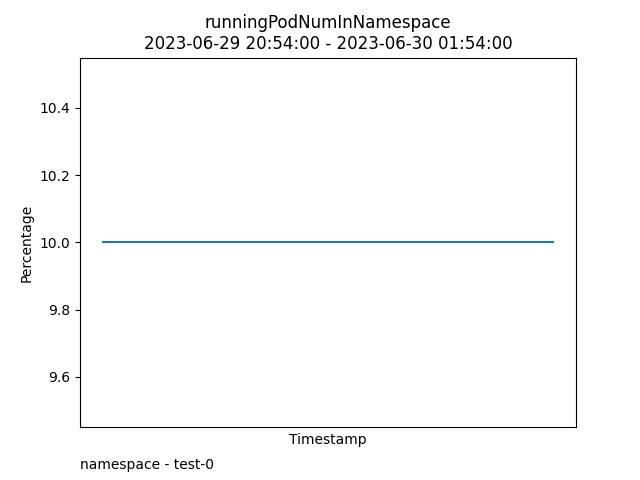 runningPodNumInNamespace
2023-06-29 20:54:00 - 2023-06-30 01:54:00
10.4
10.2
10.0
9.8
9.6
Percentage
Timestamp
namespace - test-0